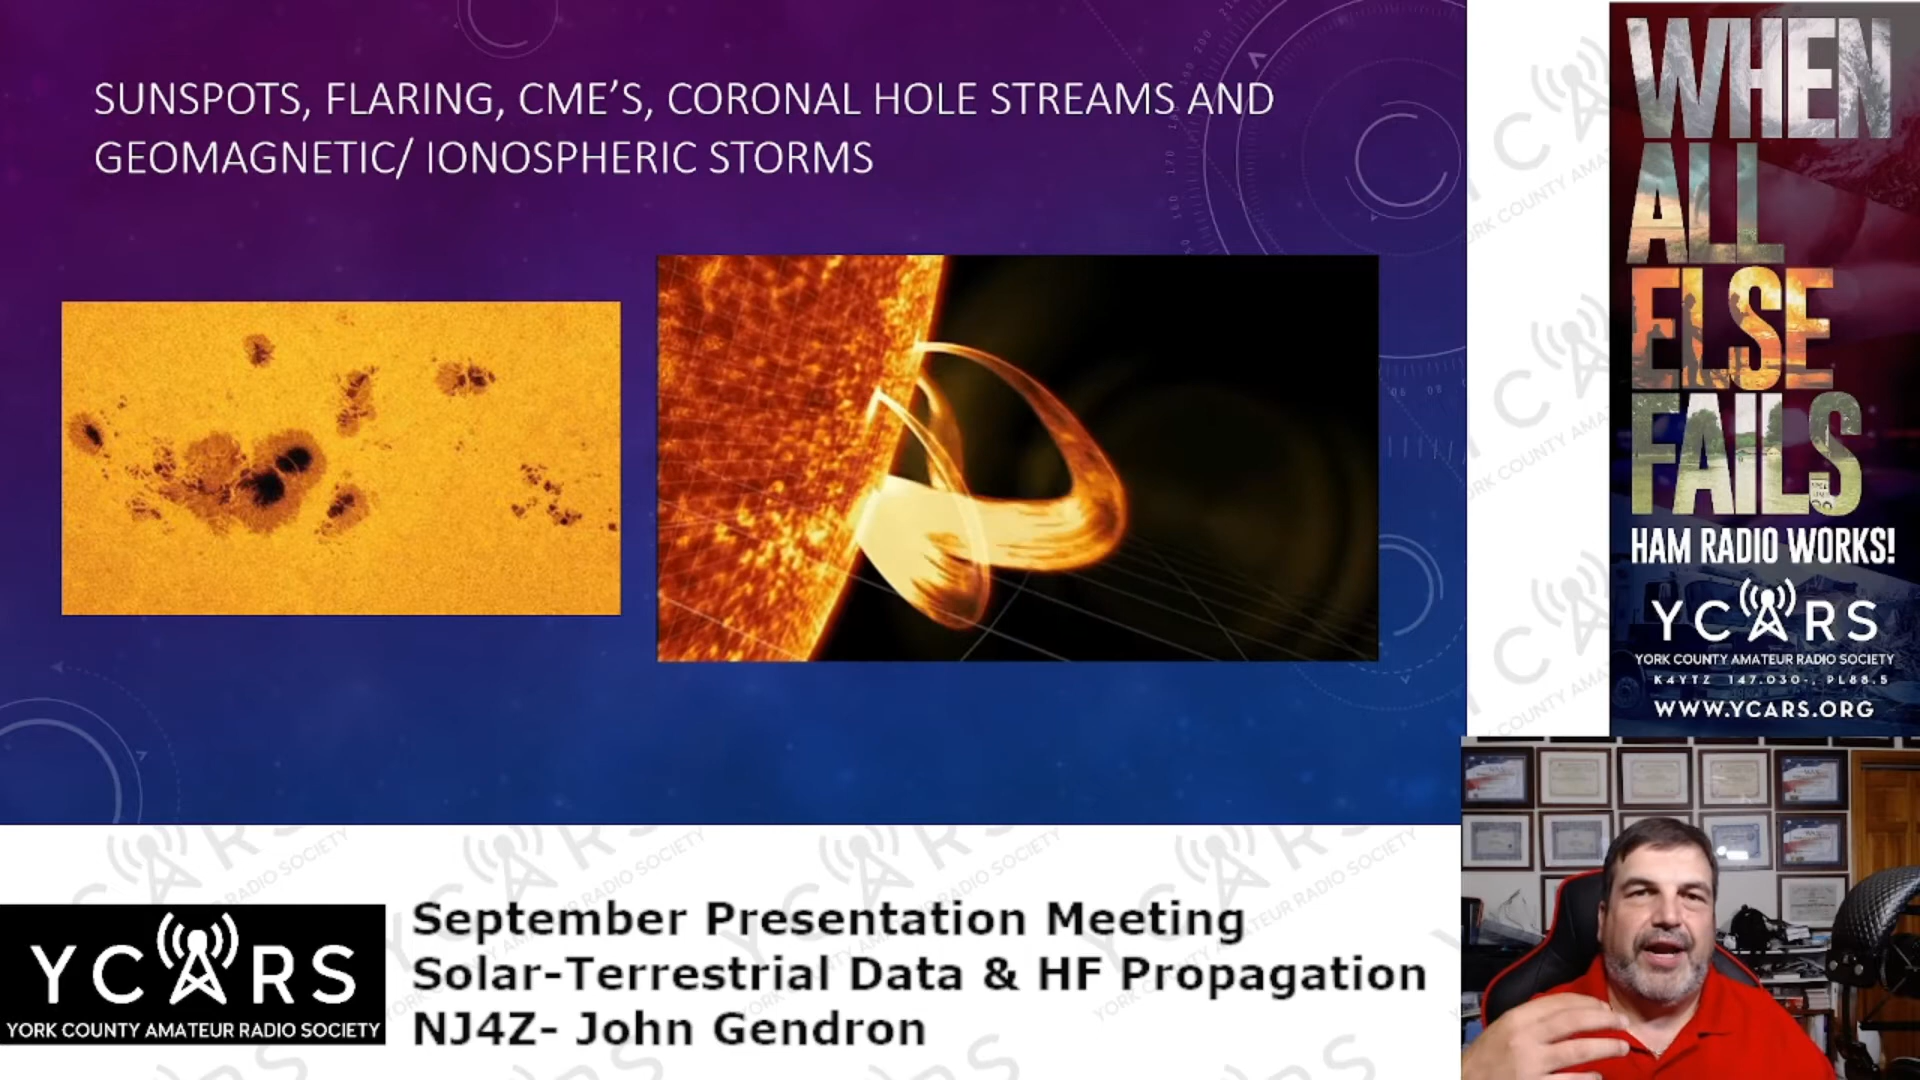 SUNSPOTS, FLARING, CME’S, CORONAL HOLE STREAMS AND
GEOMAGNETIC/ IONOSPHERIC STORMS
WHEN
ALL
ELSE
FAILS
HAM RADIO WORKS!
YCARS
YORK COUNTY AMATEUR RADIO SOCIETY
K4YTZ 147.030-, PL88.5
WWW.YCARS.ORG
YCARS
YORK COUNTY AMATEUR RADIO SOCIETY
September Presentation Meeting
Solar-Terrestrial Data & HF Propagation
NJ4Z- John Gendron